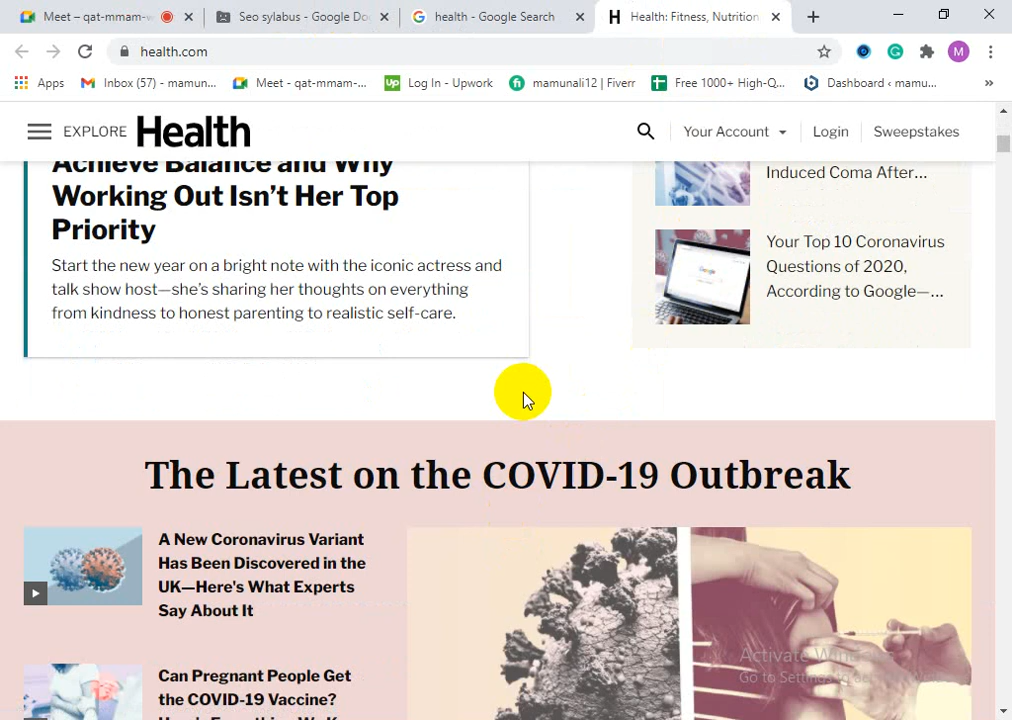 Meet – qat-mmam-
Seo sylabus - Google Do
health - Google Search
Health: Fitness, Nutrition
health.com
M
Apps
Inbox (57) - mamun...
Meet - qat-mmam-...
Up
Log In - Upwork
fi
mamunali12 | Fiverr
Free 1000+ High-Q...
Dashboard ‹ mamu...
»
EXPLORE
Health
Your Account
Login
Sweepstakes
Achieve Balance and Why
Working Out Isn't Her Top
Priority
Start the new year on a bright note with the iconic actress and
talk show host—she's sharing her thoughts on everything
from kindness to honest parenting to realistic self-care.
Induced Coma After...
Your Top 10 Coronavirus
Questions of 2020,
According to Google—...
The Latest on the COVID-19 Outbreak
A New Coronavirus Variant
Has Been Discovered in the
UK—Here's What Experts
Say About It
Can Pregnant People Get
the COVID-19 Vaccine?
Activate Windows
Go to Settings to